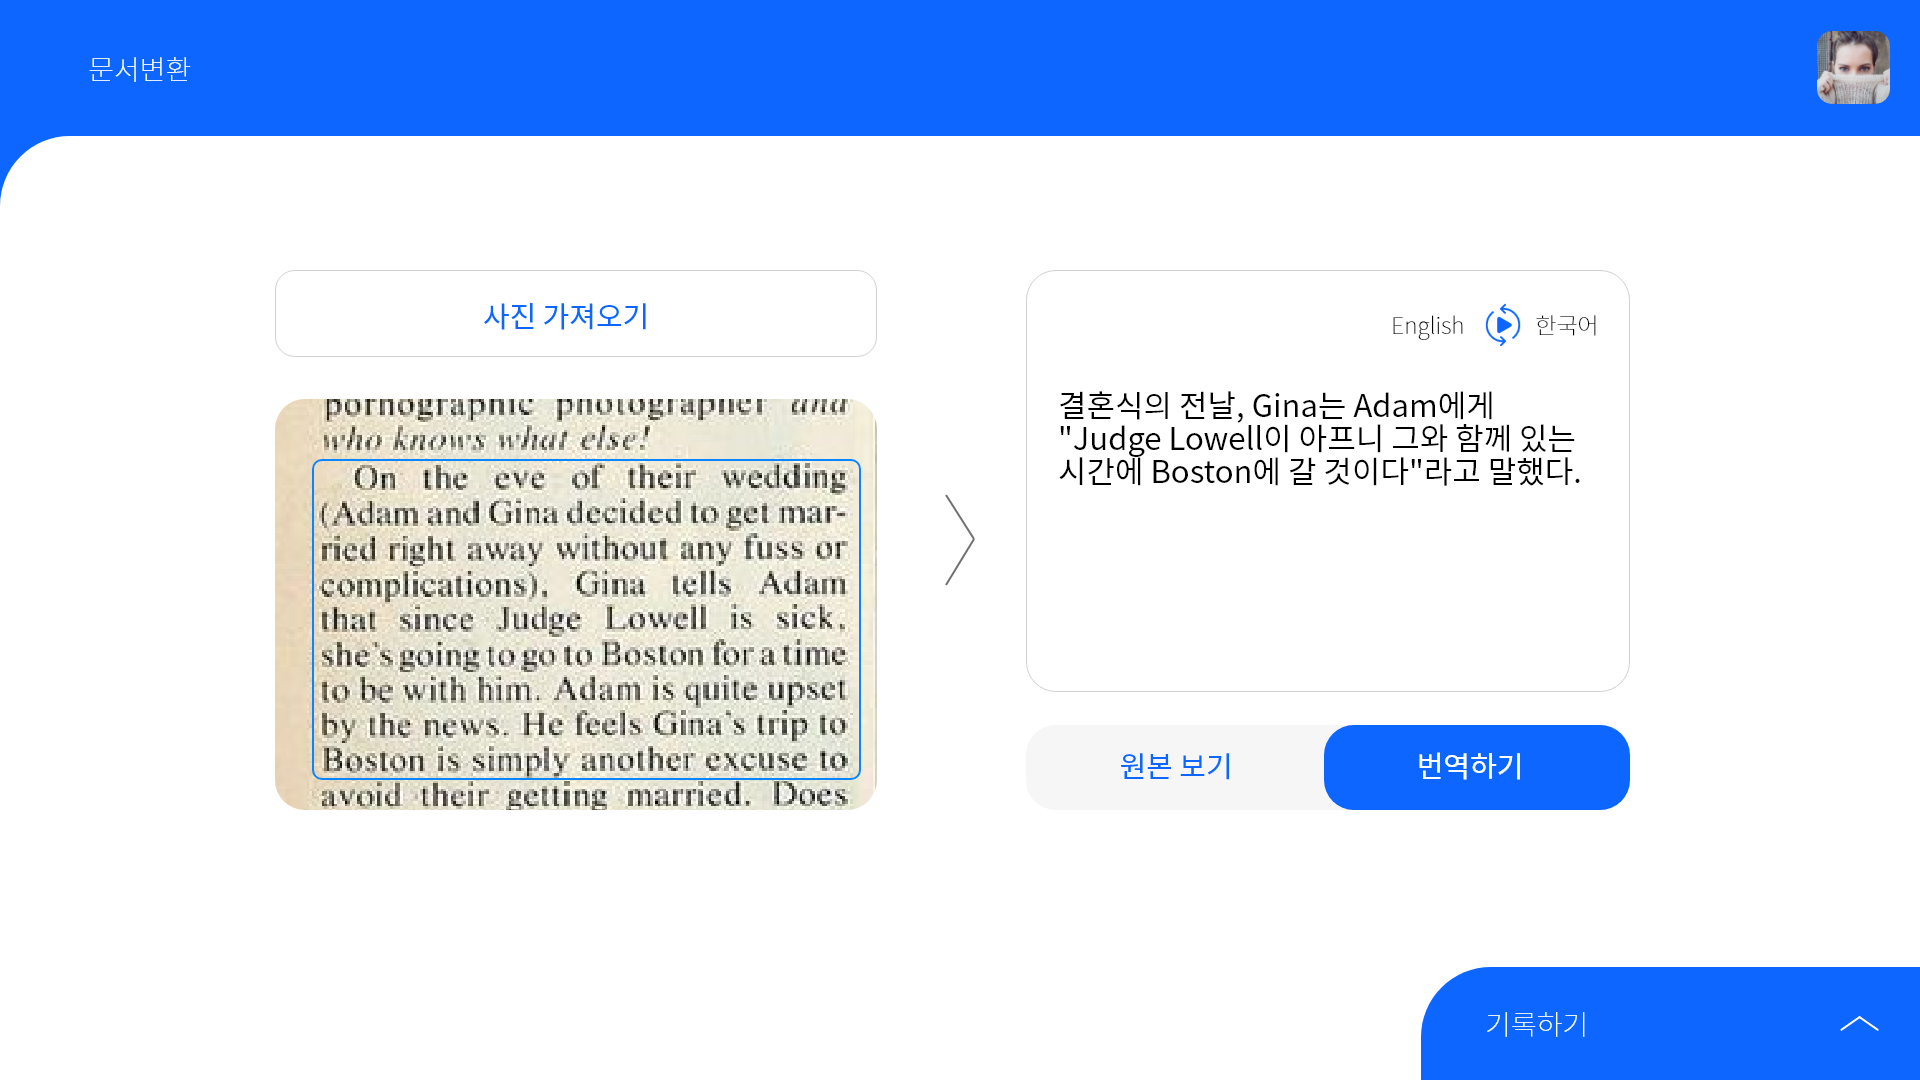 문서변환
사진 가져오기
pornographic photographer and
who knows what else!
On the eve of their wedding
(Adam and Gina decided to get mar-
ried right away without any fuss or
complications), Gina tells Adam
that since Judge Lowell is sick,
she's going to go to Boston for a time
to be with him. Adam is quite upset
by the news. He feels Gina's trip to
Boston is simply another excuse to
avoid their getting married. Does
English 한국어
결혼식의 전날, Gina는 Adam에게
"Judge Lowell이 아프니 그와 함께 있는
시간에 Boston에 갈 것이다"라고 말했다.
원본 보기
번역하기
기록하기